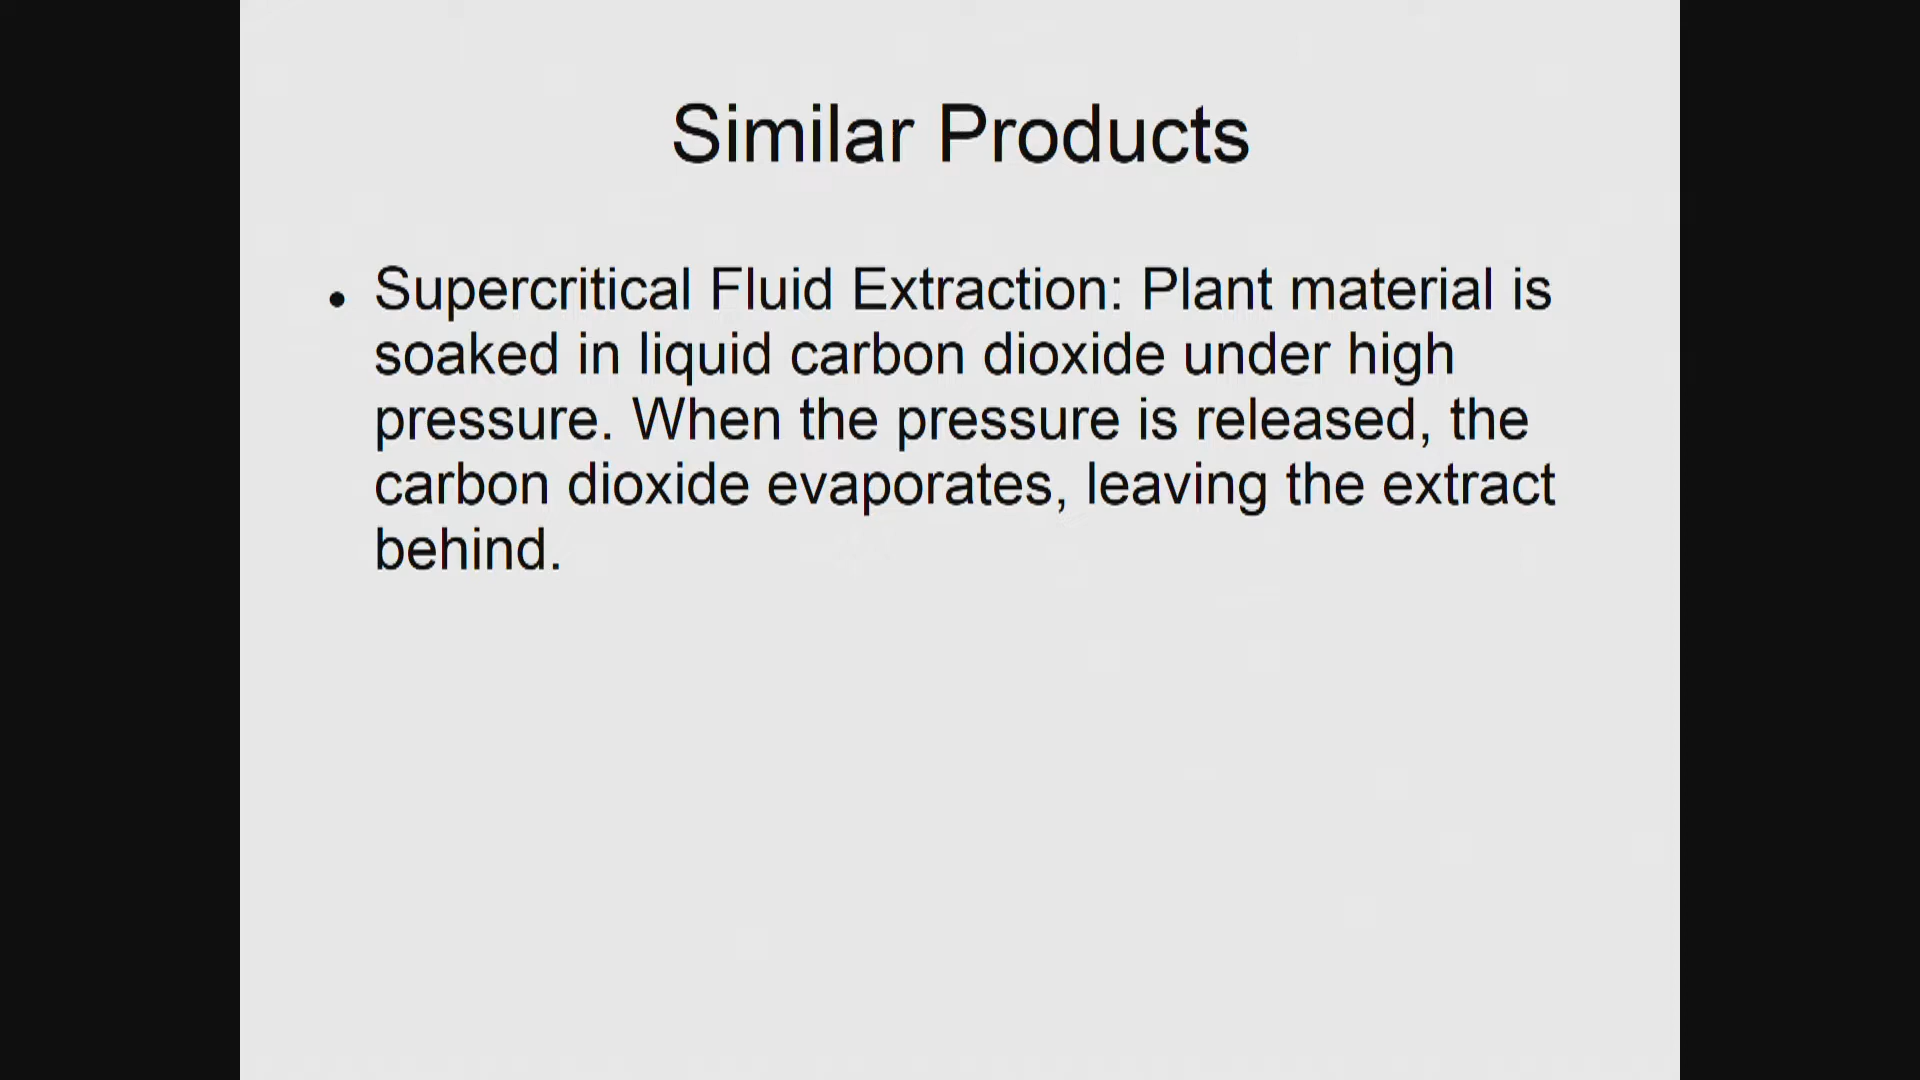 Similar Products
• Supercritical Fluid Extraction: Plant material is
soaked in liquid carbon dioxide under high
pressure. When the pressure is released, the
carbon dioxide evaporates, leaving the extract
behind.